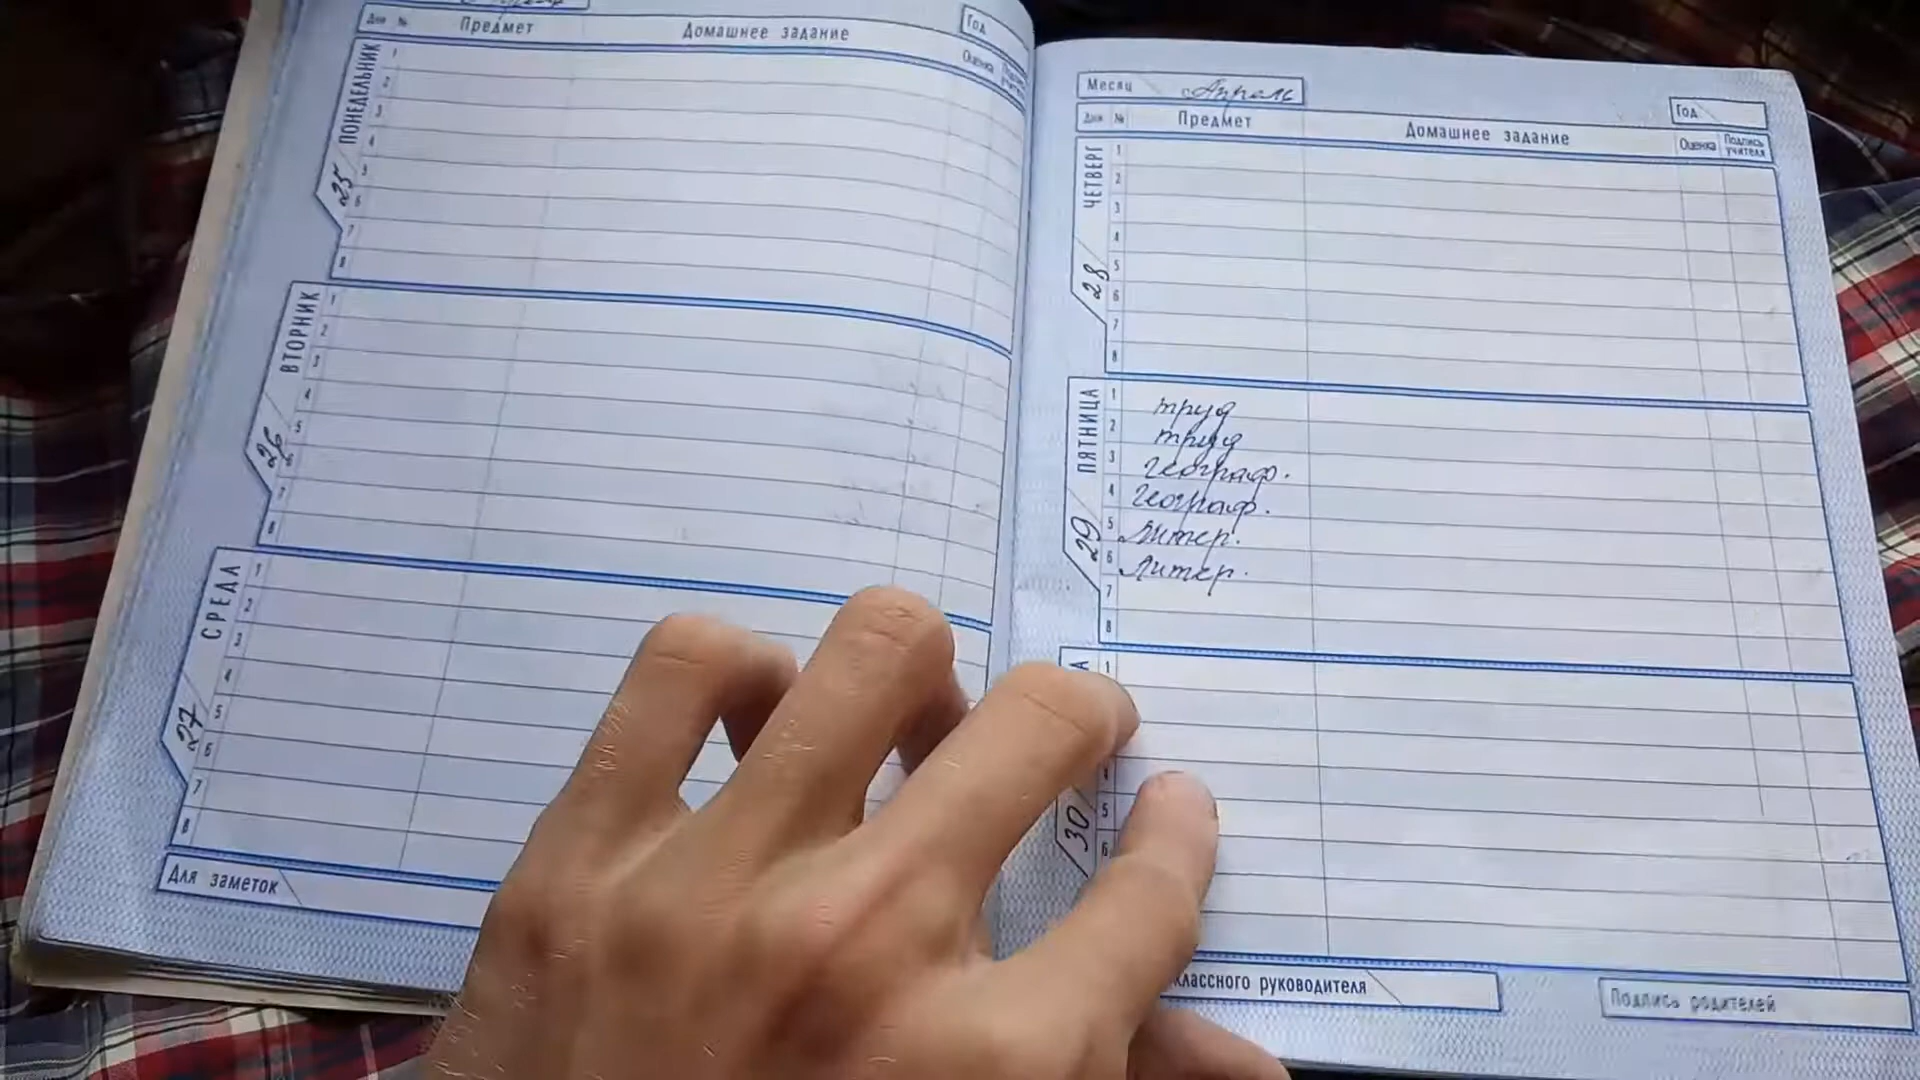 Дни № Предмет Домашнее задание Оценка Год
ПОНЕДЕЛЬНИК 25
1
2
3
4
5
6
7
8
ВТОРНИК 26
1
2
3
4
5
6
7
8
СРЕДА 27
1
2
3
4
5
6
7
8
Для заметок
Месяц Апрель Год
Дни № Предмет Домашнее задание Оценка Подпись учителя
ЧЕТВЕРГ 28
1
2
3
4
5
6
7
8
ПЯТНИЦА 29
1 труд
2 труд
3 географ.
4 географ.
5 Литер.
6 Литер.
7
8
30
1
5
6
классного руководителя
Подпись родителей